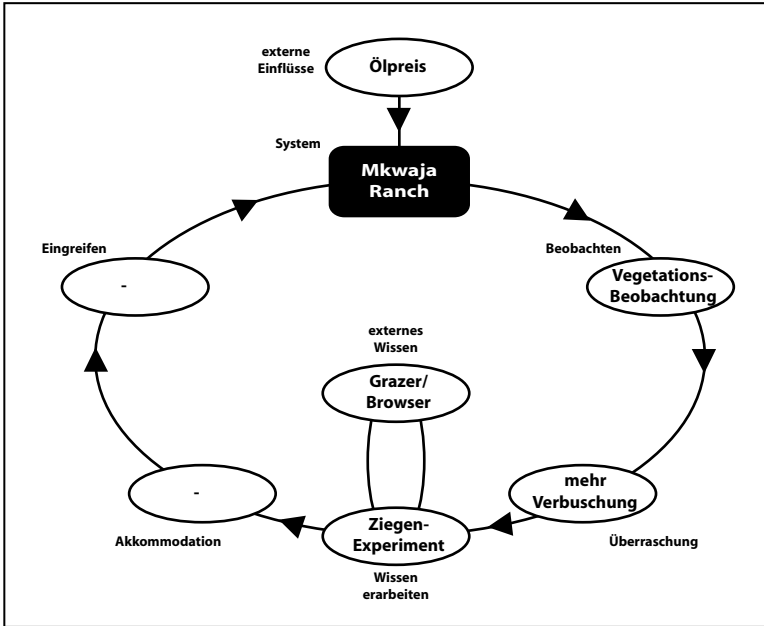 externe
Einflüsse
Ölpreis
System
Mkwaja
Ranch
Eingreifen
-
Beobachten
Vegetations-
Beobachtung
externes
Wissen
Grazer/
Browser
mehr
Verbuschung
Überraschung
Ziegen-
Experiment
Wissen
erarbeiten
-
Akkommodation